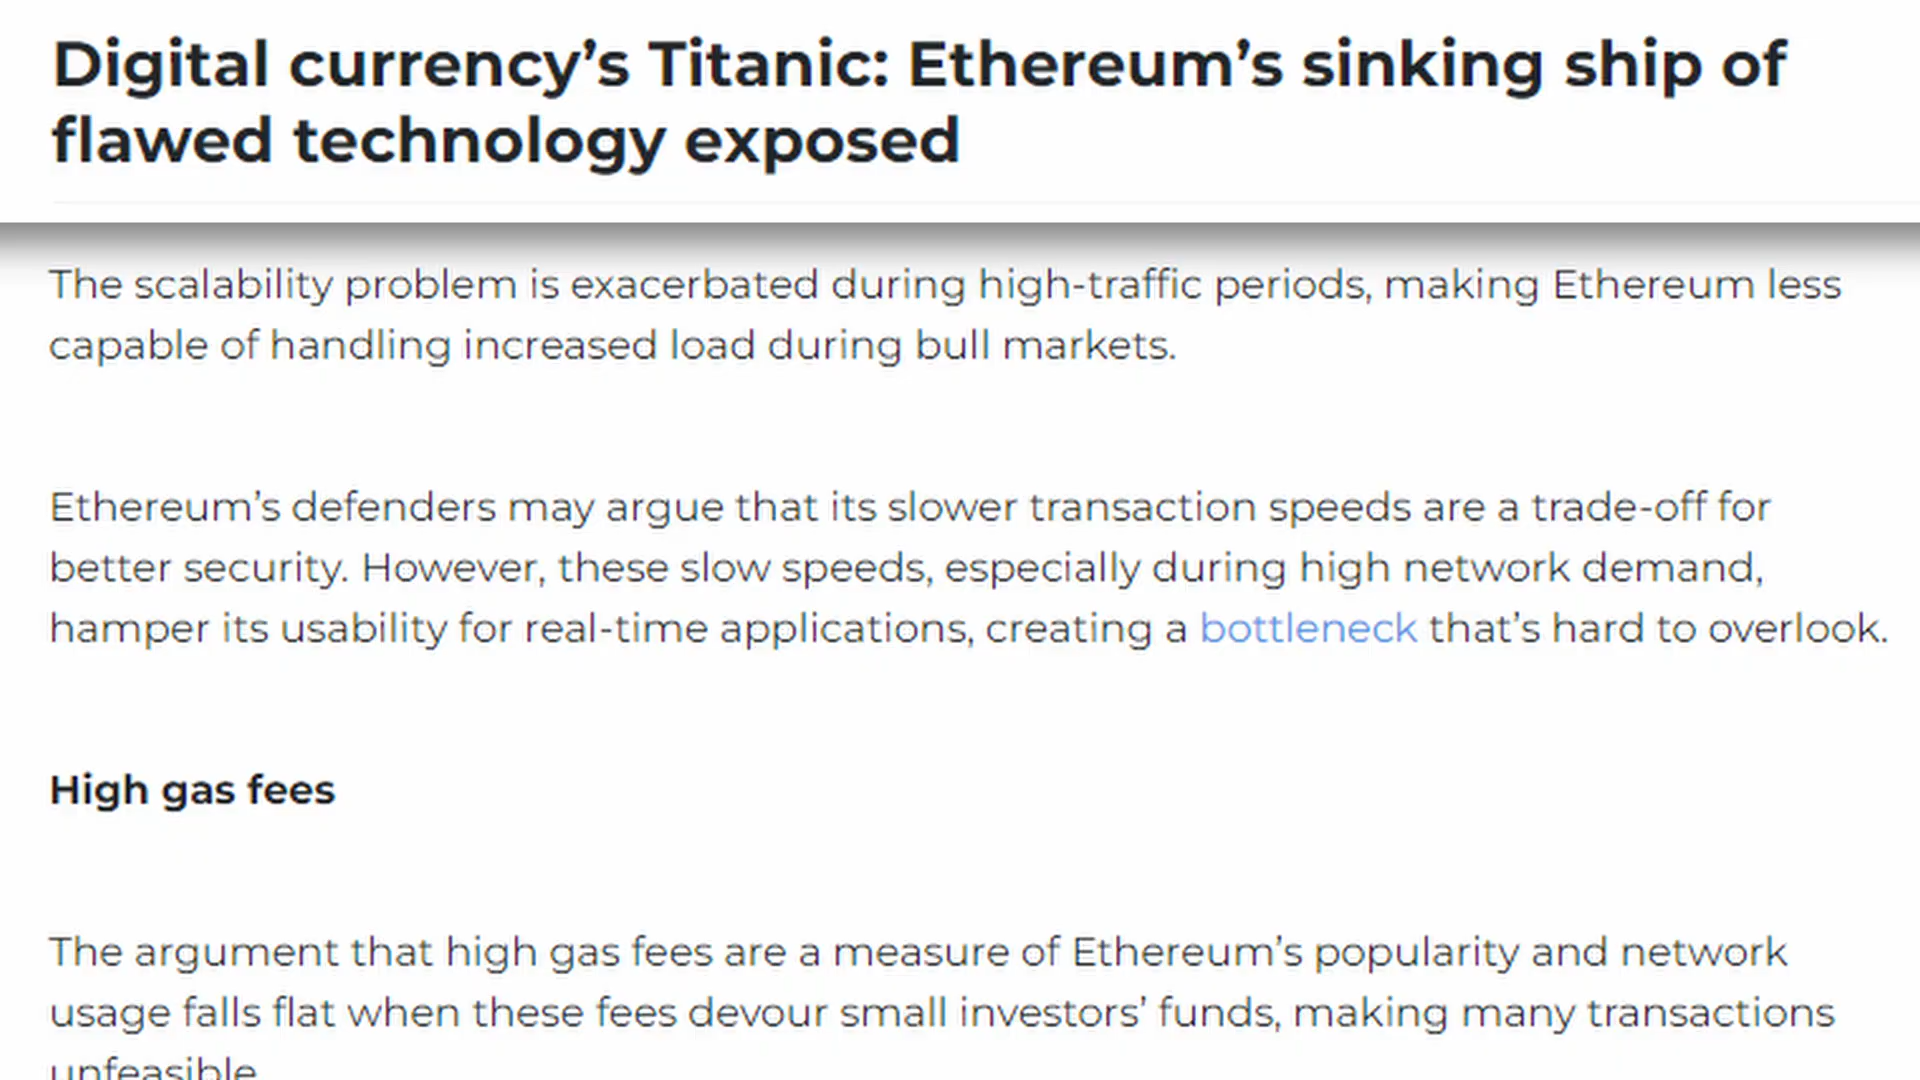 Digital currency’s Titanic: Ethereum’s sinking ship of
flawed technology exposed
The scalability problem is exacerbated during high-traffic periods, making Ethereum less
capable of handling increased load during bull markets.
Ethereum’s defenders may argue that its slower transaction speeds are a trade-off for
better security. However, these slow speeds, especially during high network demand,
hamper its usability for real-time applications, creating a bottleneck that’s hard to overlook.
High gas fees
The argument that high gas fees are a measure of Ethereum’s popularity and network
usage falls flat when these fees devour small investors’ funds, making many transactions
unfeasible